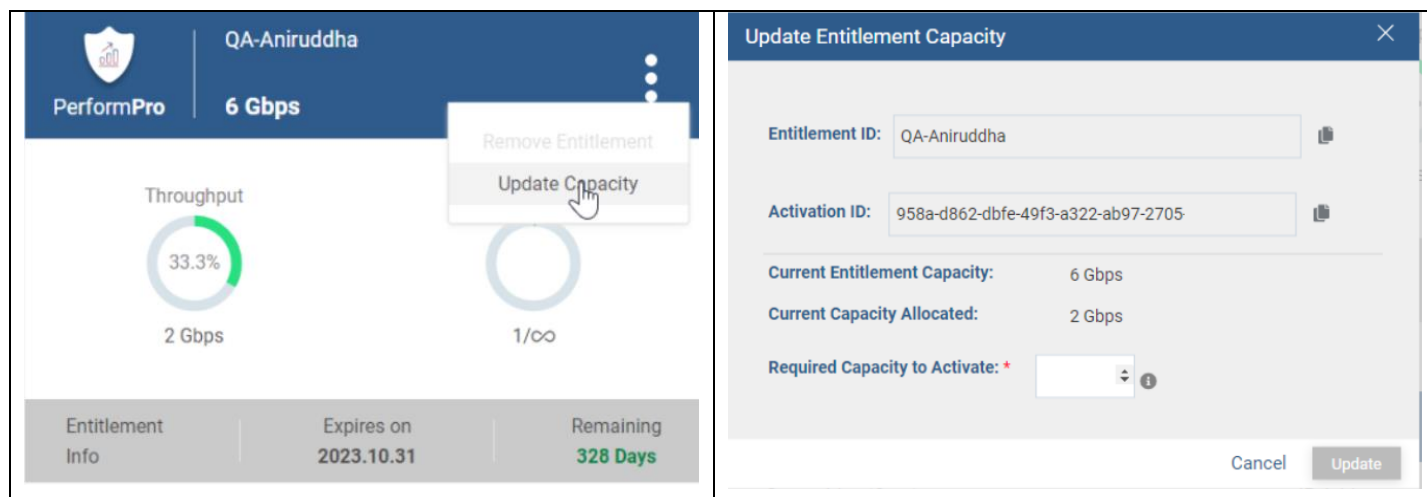 QA-Aniruddha
PerformPro
6 Gbps
Remove Entitlement
Update Capacity
Throughput
33.3%
2 Gbps
1/∞
Entitlement Info
Expires on 2023.10.31
Remaining 328 Days
Update Entitlement Capacity
Entitlement ID: QA-Aniruddha
Activation ID: 958a-d862-dbfe-49f3-a322-ab97-2705-
Current Entitlement Capacity: 6 Gbps
Current Capacity Allocated: 2 Gbps
Required Capacity to Activate: *
Cancel Update